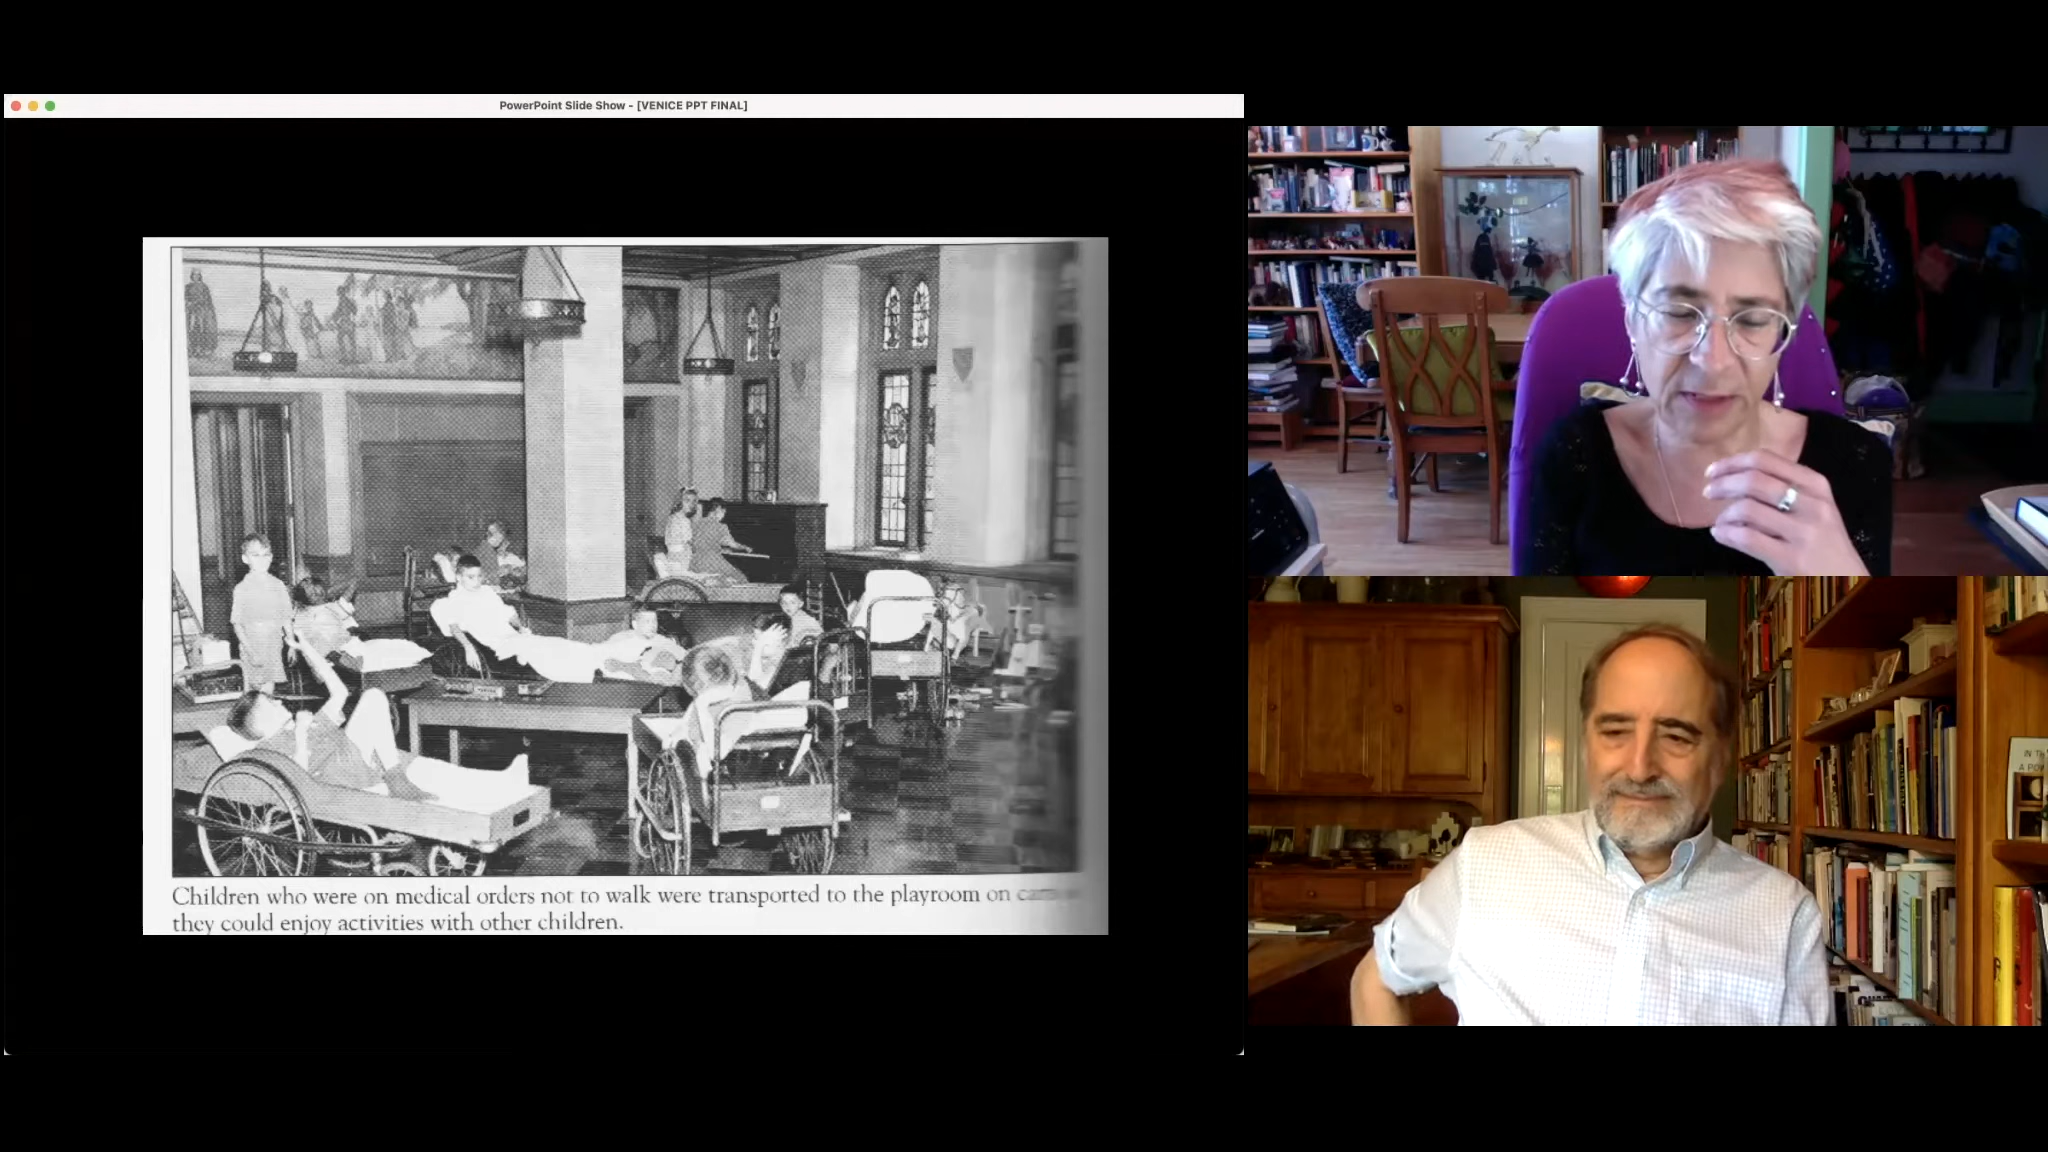 PowerPoint Slide Show - [VENICE PPT FINAL]
Children who were on medical orders not to walk were transported to the playroom on
they could enjoy activities with other children.